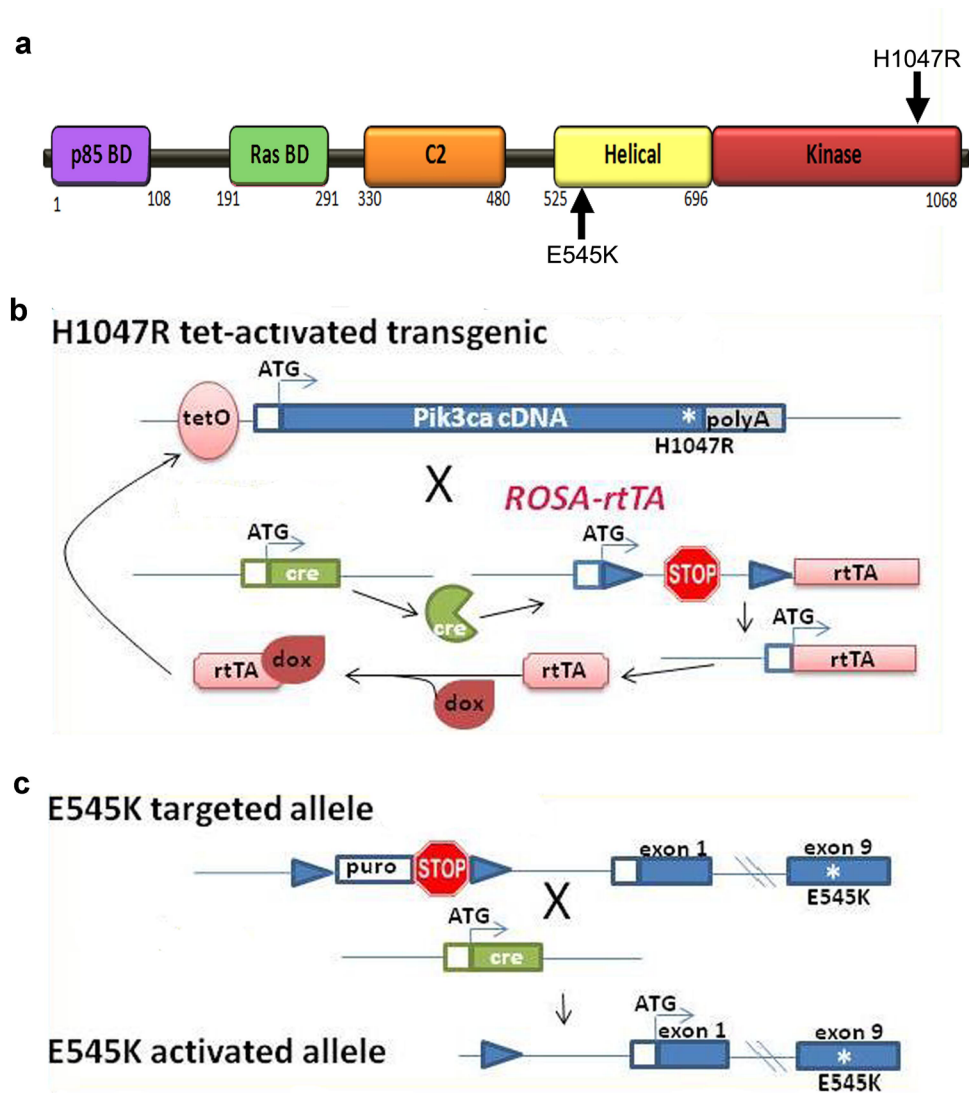 a
H1047R
p85 BD
Ras BD
C2
Helical
Kinase
1
108
191
291
330
480
525
696
1068
E545K
b
H1047R tet-activated transgenic
ATG
tetO
Pik3ca cDNA
*
polyA
H1047R
X
ROSA-rtTA
ATG
cre
ATG
STOP
rtTA
cre
ATG
rtTA
rtTA
dox
rtTA
dox
c
E545K targeted allele
puro
STOP
exon 1
exon 9
*
E545K
X
ATG
cre
ATG
E545K activated allele
exon 1
exon 9
*
E545K